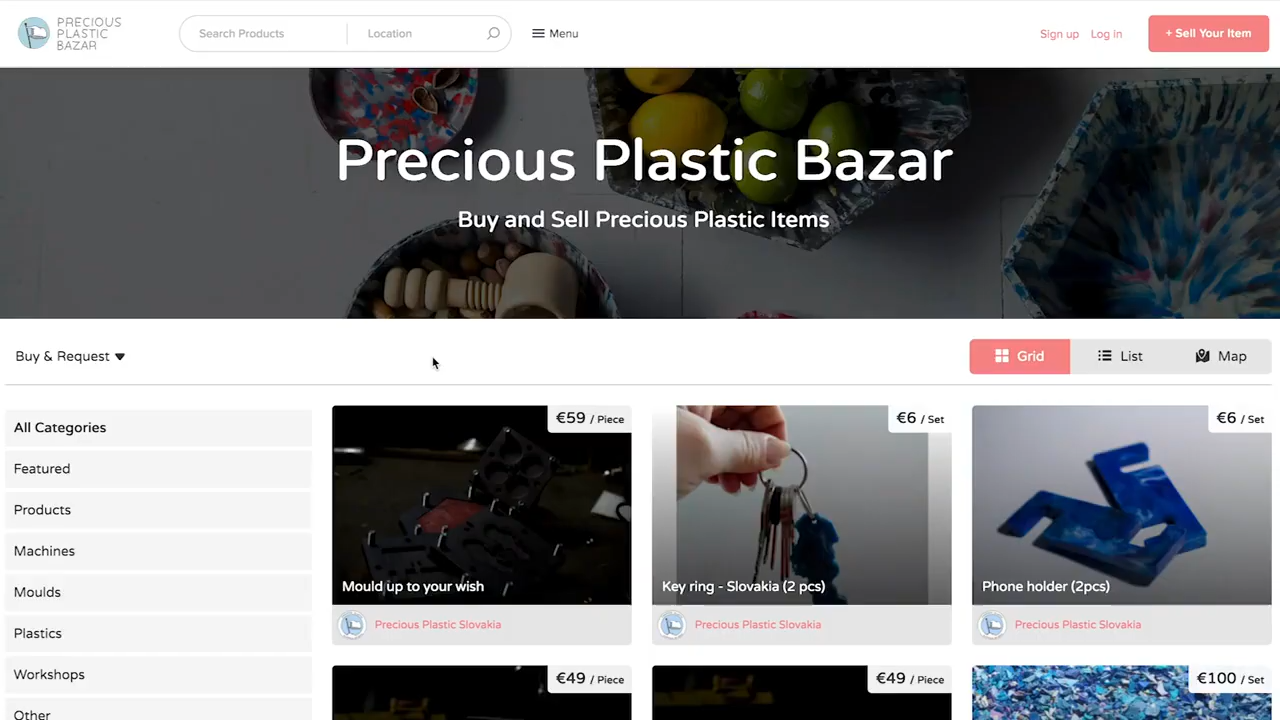 PRECIOUS
PLASTIC
BAZAR
Search Products
Location
Menu
Sign up
Log in
+ Sell Your Item
Precious Plastic Bazar
Buy and Sell Precious Plastic Items
Buy & Request
Grid
List
Map
All Categories
Featured
Products
Machines
Moulds
Plastics
Workshops
Other
€59 / Piece
Mould up to your wish
Precious Plastic Slovakia
€6 / Set
Key ring - Slovakia (2 pcs)
Precious Plastic Slovakia
€6 / Set
Phone holder (2pcs)
Precious Plastic Slovakia
€49 / Piece
€49 / Piece
€100 / Set